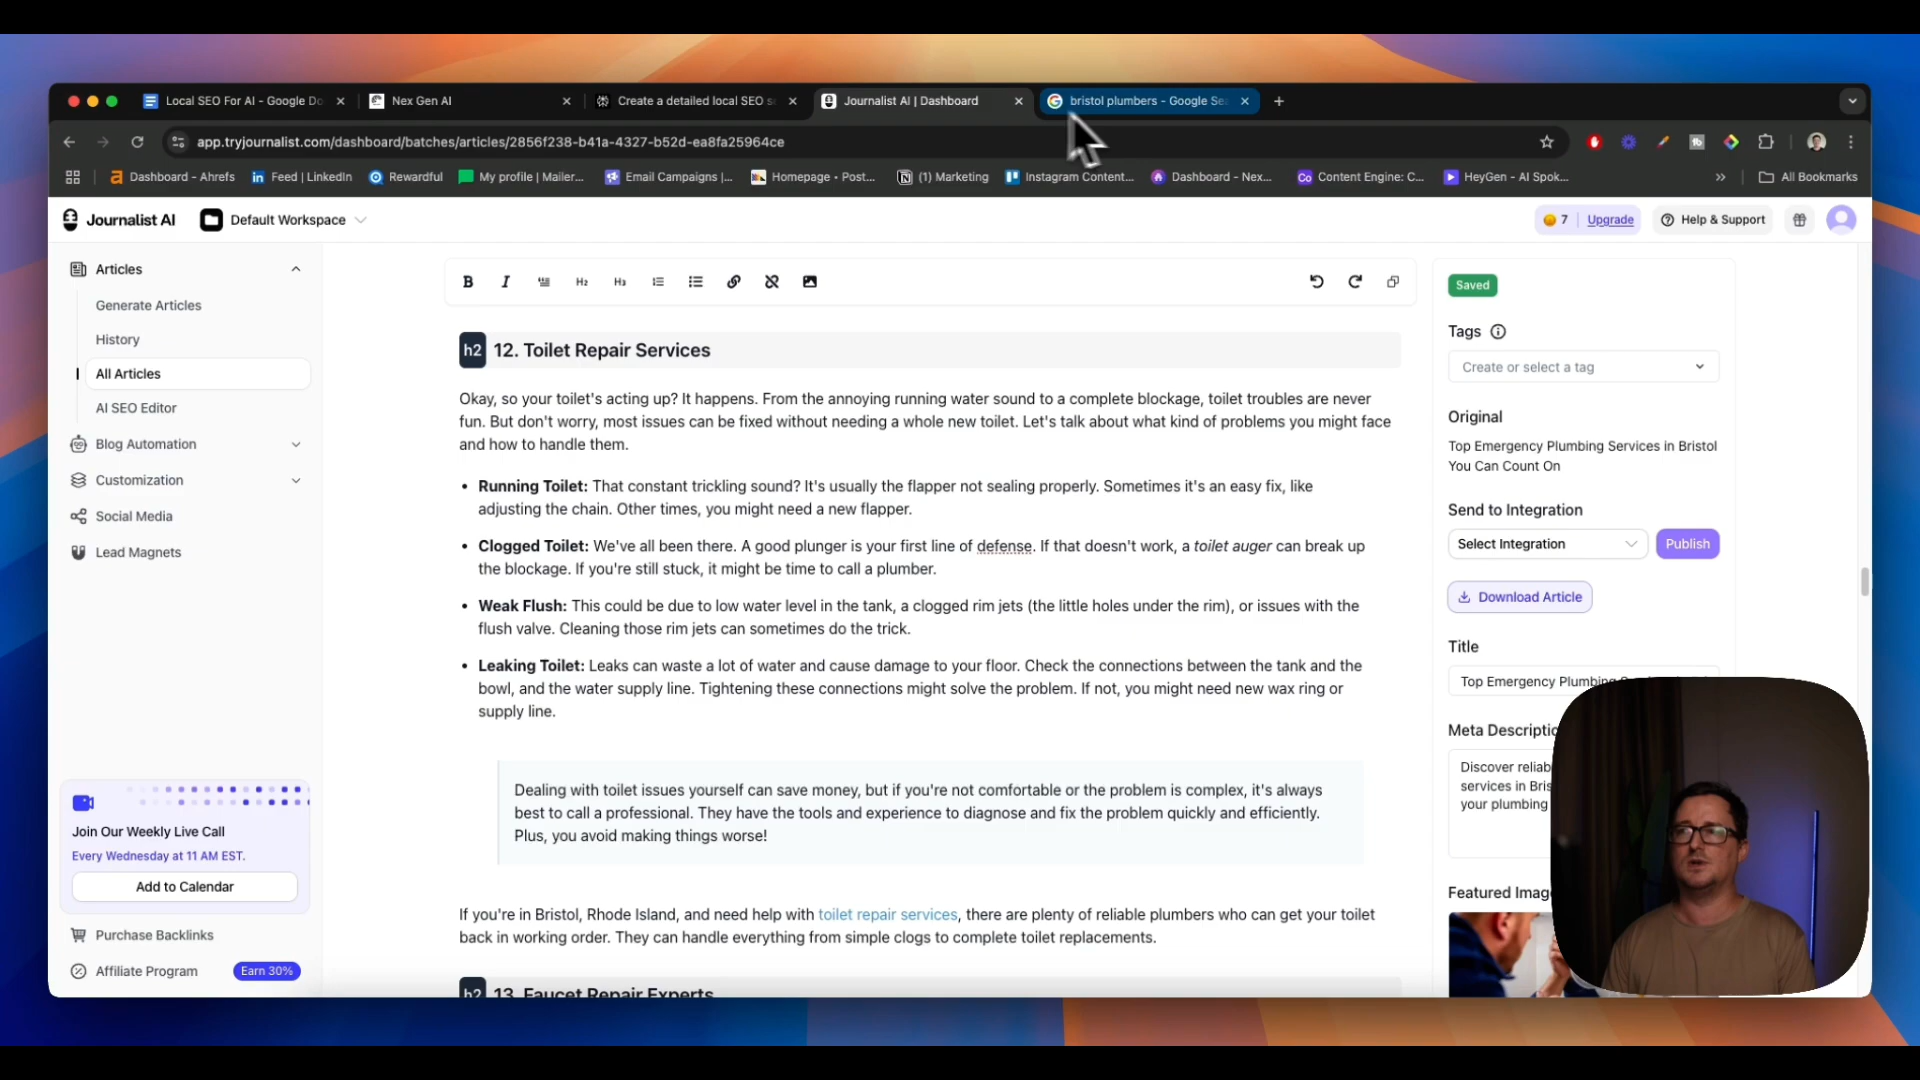 Local SEO For AI - Google Do
Nex Gen AI
Create a detailed local SEO s
Journalist AI | Dashboard
bristol plumbers - Google Se
app.tryjournalist.com/dashboard/batches/articles/2856f238-b41a-4327-b52d-ea8fa25964ce
Dashboard - Ahrefs
Feed | LinkedIn
Rewardful
My profile | Mailer...
Email Campaigns |...
Homepage • Post...
(1) Marketing
Instagram Content...
Dashboard - Nex...
Content Engine: C...
HeyGen - AI Spok...
All Bookmarks
Journalist AI
Default Workspace
7
Upgrade
Help & Support
Articles
Generate Articles
History
All Articles
AI SEO Editor
Blog Automation
Customization
Social Media
Lead Magnets
Join Our Weekly Live Call
Every Wednesday at 11 AM EST.
Add to Calendar
Purchase Backlinks
Affiliate Program
Earn 30%
B I H2 H3
h2 12. Toilet Repair Services
Okay, so your toilet's acting up? It happens. From the annoying running water sound to a complete blockage, toilet troubles are never
fun. But don't worry, most issues can be fixed without needing a whole new toilet. Let's talk about what kind of problems you might face
and how to handle them.
• Running Toilet: That constant trickling sound? It's usually the flapper not sealing properly. Sometimes it's an easy fix, like
adjusting the chain. Other times, you might need a new flapper.
• Clogged Toilet: We've all been there. A good plunger is your first line of defense. If that doesn't work, a toilet auger can break up
the blockage. If you're still stuck, it might be time to call a plumber.
• Weak Flush: This could be due to low water level in the tank, a clogged rim jets (the little holes under the rim), or issues with the
flush valve. Cleaning those rim jets can sometimes do the trick.
• Leaking Toilet: Leaks can waste a lot of water and cause damage to your floor. Check the connections between the tank and the
bowl, and the water supply line. Tightening these connections might solve the problem. If not, you might need new wax ring or
supply line.
Dealing with toilet issues yourself can save money, but if you're not comfortable or the problem is complex, it's always
best to call a professional. They have the tools and experience to diagnose and fix the problem quickly and efficiently.
Plus, you avoid making things worse!
If you're in Bristol, Rhode Island, and need help with toilet repair services, there are plenty of reliable plumbers who can get your toilet
back in working order. They can handle everything from simple clogs to complete toilet replacements.
h2 13. Faucet Repair Experts
Saved
Tags
Create or select a tag
Original
Top Emergency Plumbing Services in Bristol
You Can Count On
Send to Integration
Select Integration
Publish
Download Article
Title
Top Emergency Plumbing
Meta Descriptio
Discover reliab
services in Bris
your plumbing
Featured Imag